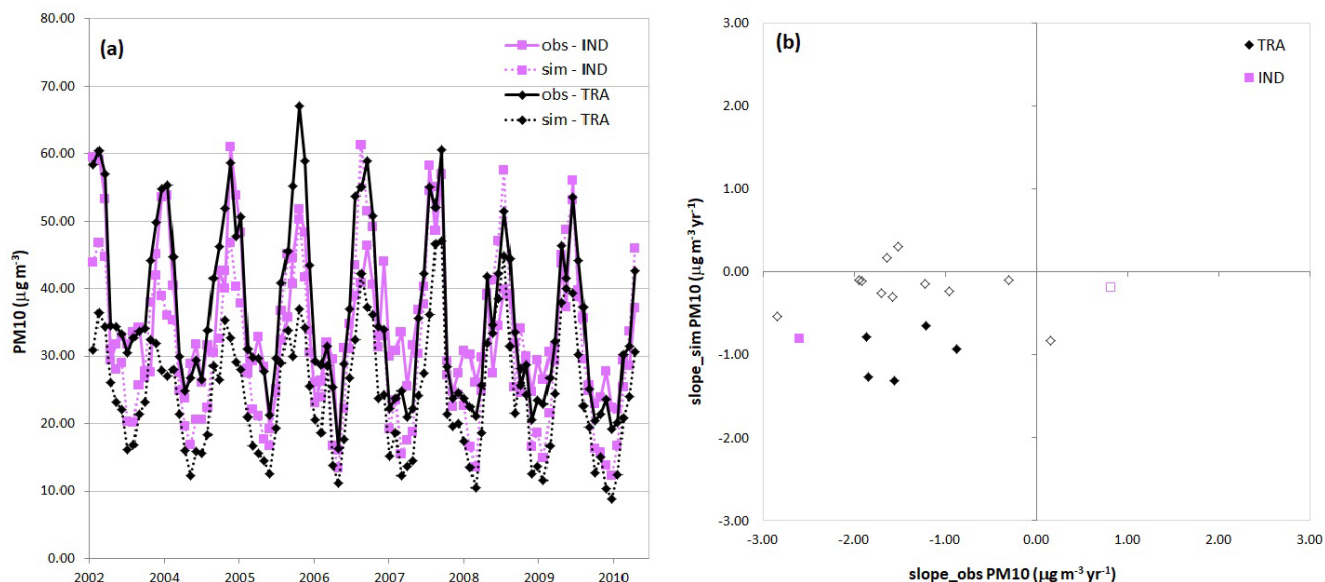 (a)
obs - IND
sim - IND
obs - TRA
sim - TRA
80.00
70.00
60.00
50.00
40.00
30.00
20.00
10.00
0.00
PM10 (µg m-³)
2002 2004 2005 2006 2007 2008 2009 2010
(b)
TRA
IND
3.00
2.00
1.00
0.00
-1.00
-2.00
-3.00
slope_sim PM10 (µg m-³ yr-¹)
-3.00 -2.00 -1.00 0.00 1.00 2.00 3.00
slope_obs PM10 (µg m-³ yr-¹)